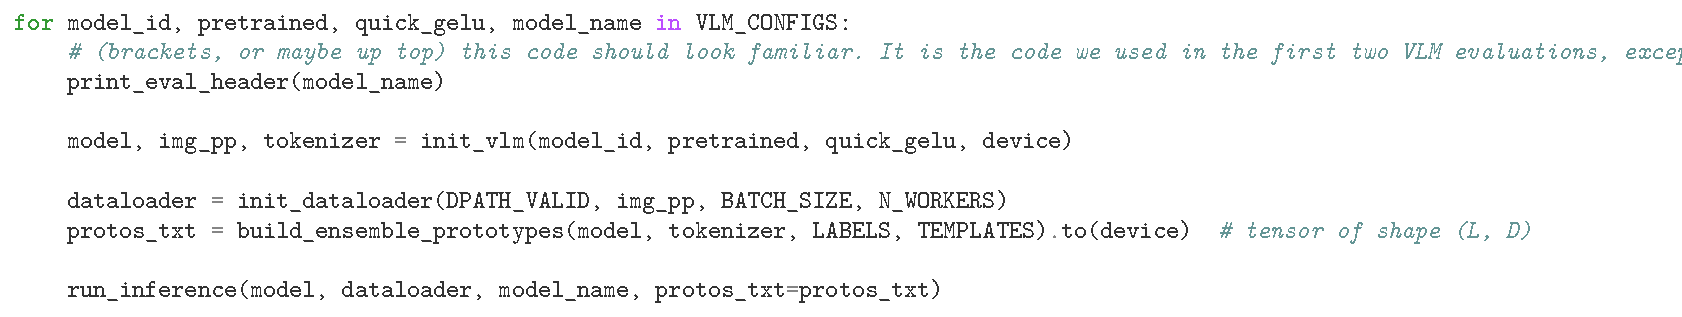 for model_id, pretrained, quick_gelu, model_name in VLM_CONFIGS:
    # (brackets, or maybe up top) this code should look familiar. It is the code we used in the first two VLM evaluations,
    print_eval_header(model_name)
    model, img_pp, tokenizer = init_vlm(model_id, pretrained, quick_gelu, device)
    dataloader = init_dataloader(DPATH_VALID, img_pp, BATCH_SIZE, N_WORKERS)
    protos_txt = build_ensemble_prototypes(model, tokenizer, LABELS, TEMPLATES).to(device)  # tensor of shape (L, D)
    run_inference(model, dataloader, model_name, protos_txt=protos_txt)